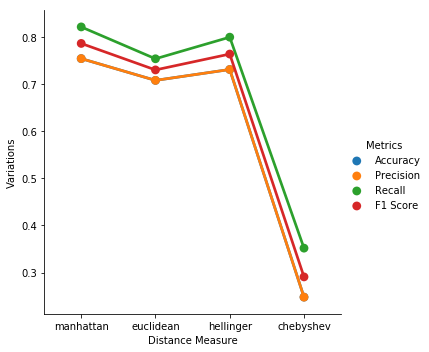 0.8
0.7
0.6
0.5
0.4
0.3
Variations
manhattan
euclidean
hellinger
chebyshev
Distance Measure
Metrics
Accuracy
Precision
Recall
F1 Score